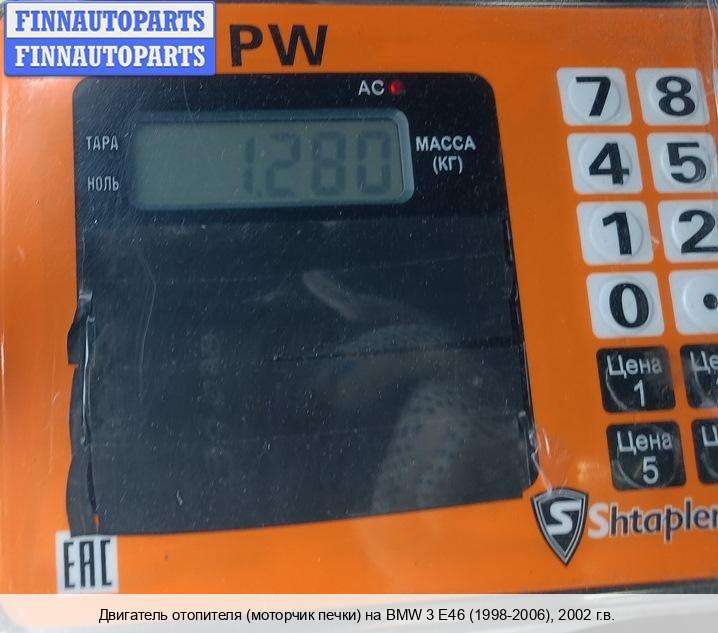 FINNAUTOPARTS
FINNAUTOPARTS
PW
AC
ТАРА
НОЛЬ
1.280
МАССА
(КГ)
7 8
4 5
1 2
0 .
Цена
1
Цена
5
Shtapler
EAC
Двигатель отопителя (моторчик печки) на BMW 3 E46 (1998-2006), 2002 г.в.